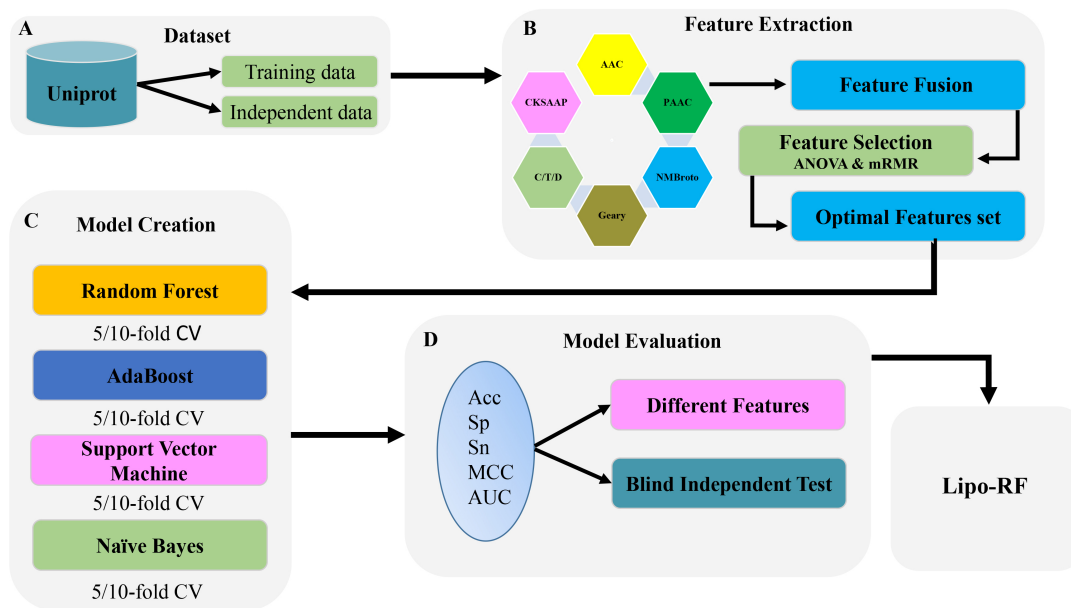 A
Dataset
Uniprot
Training data
Independent data
B
Feature Extraction
AAC
CKSAAP
PAAC
C/T/D
NMBroto
Geary
Feature Fusion
Feature Selection
ANOVA & mRMR
Optimal Features set
C
Model Creation
Random Forest
5/10-fold CV
AdaBoost
5/10-fold CV
Support Vector
Machine
5/10-fold CV
Naïve Bayes
5/10-fold CV
D
Model Evaluation
Acc
Sp
Sn
MCC
AUC
Different Features
Blind Independent Test
Lipo-RF